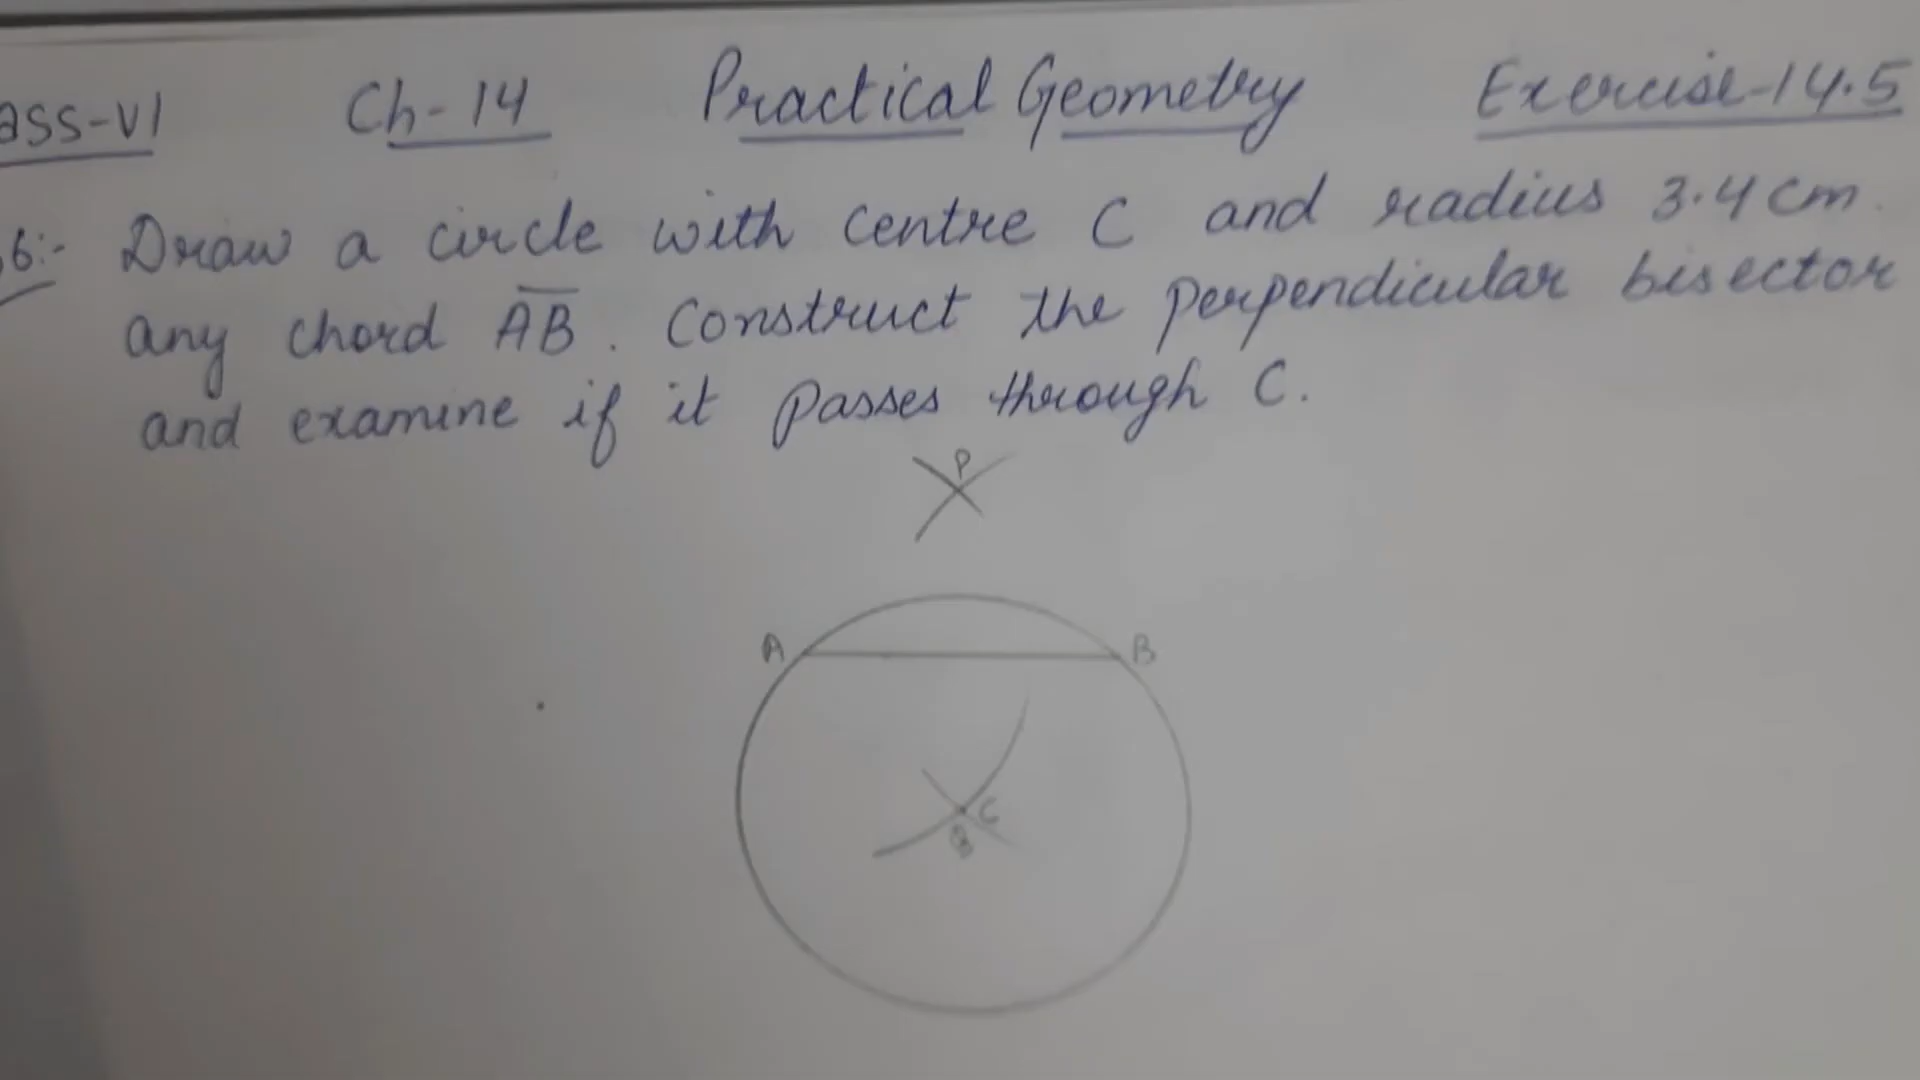 ass-VI Ch-14 Practical Geometry Exercise-14.5
6:- Draw a circle with centre C and radius 3.4 cm.
any chord AB. Construct the perpendicular bisector
and examine if it passes through C.
P
A B
C